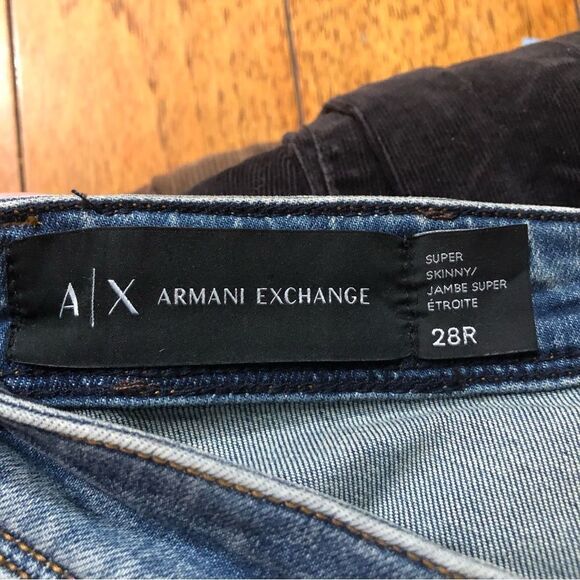 A|X ARMANI EXCHANGE
SUPER
SKINNY/
JAMBE SUPER
ÉTROITE
28R